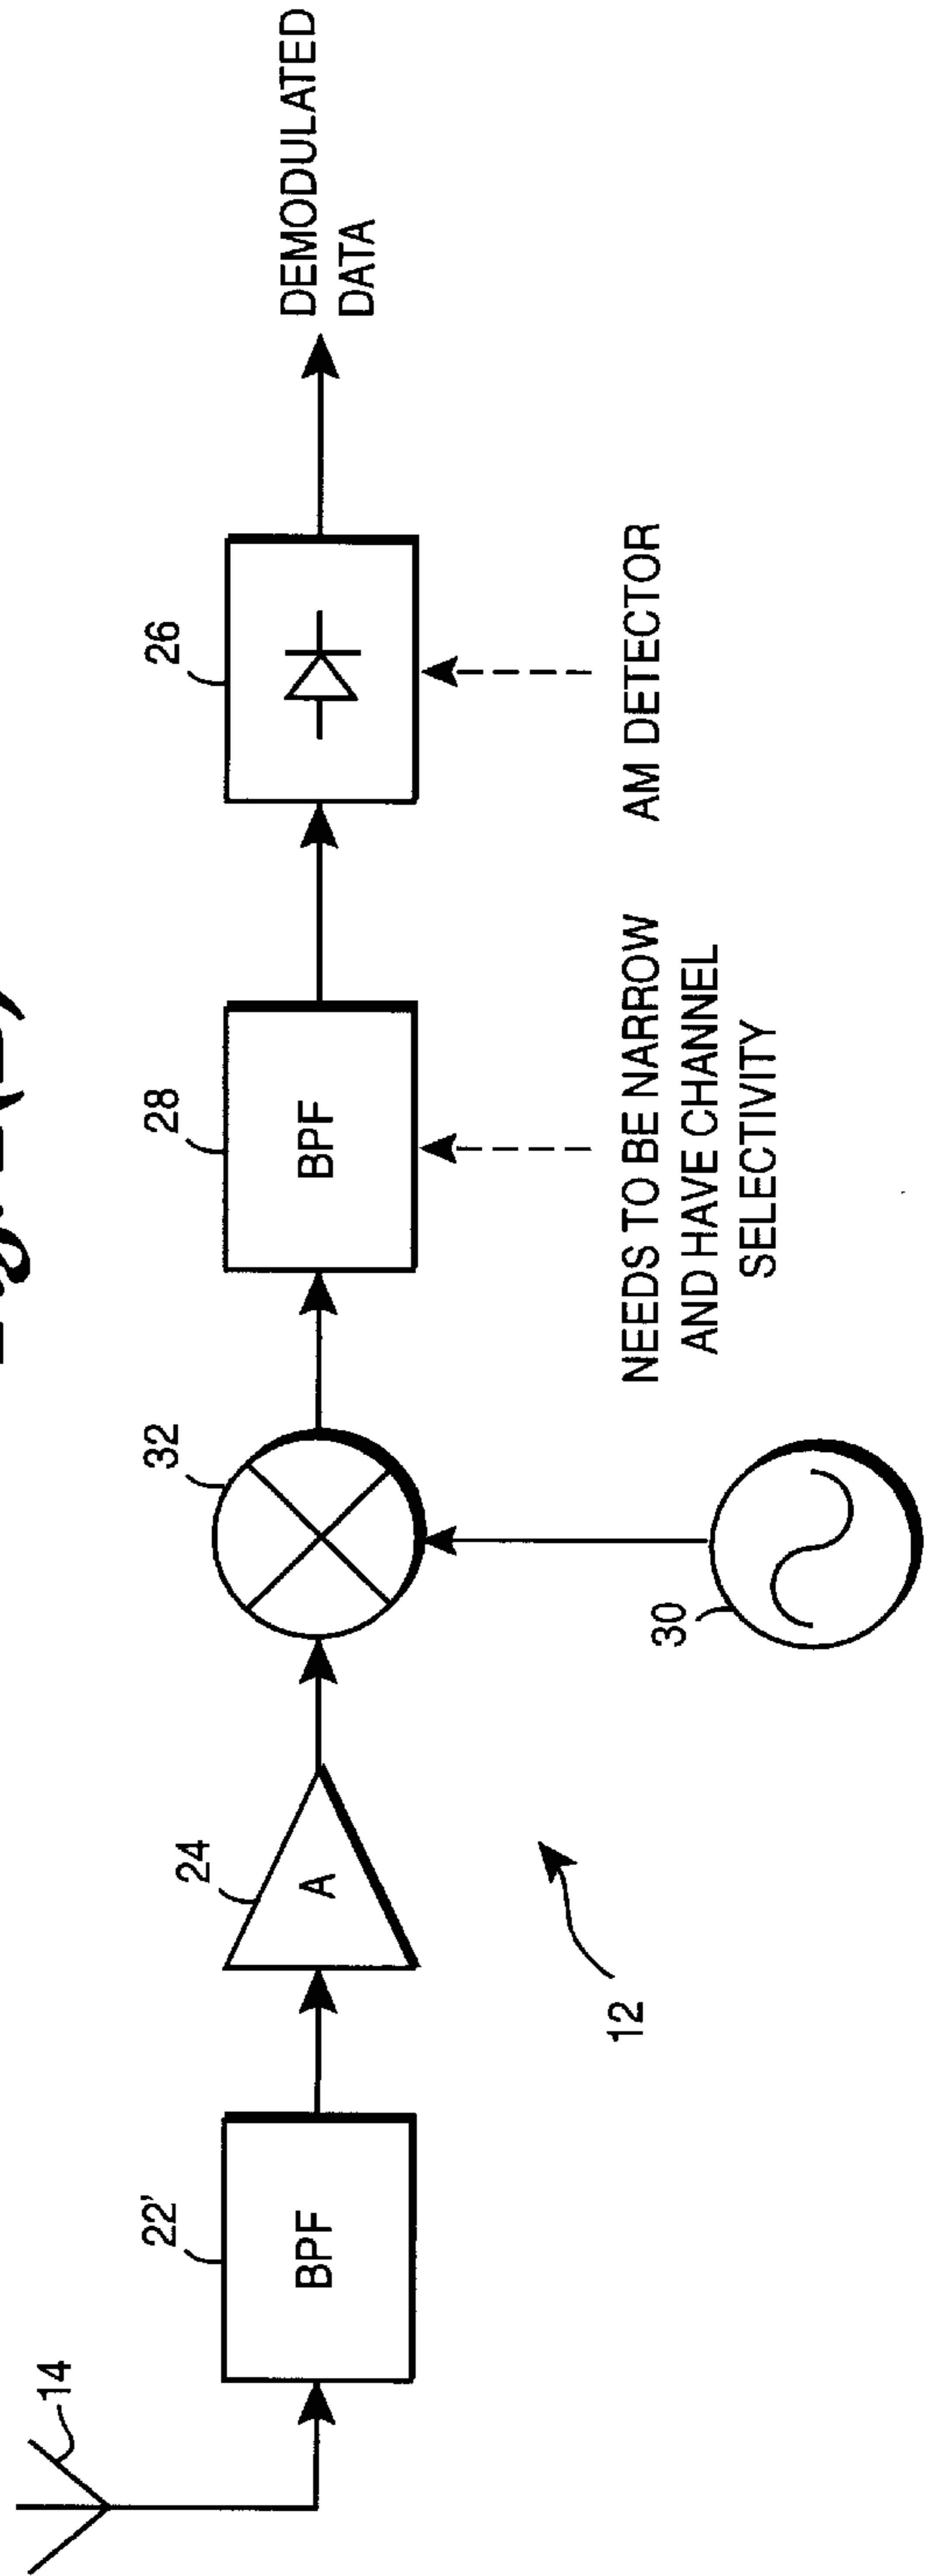 14
22'
BPF
24
A
12
32
30
28
BPF
NEEDS TO BE NARROW
AND HAVE CHANNEL
SELECTIVITY
26
AM DETECTOR
DEMODULATED
DATA